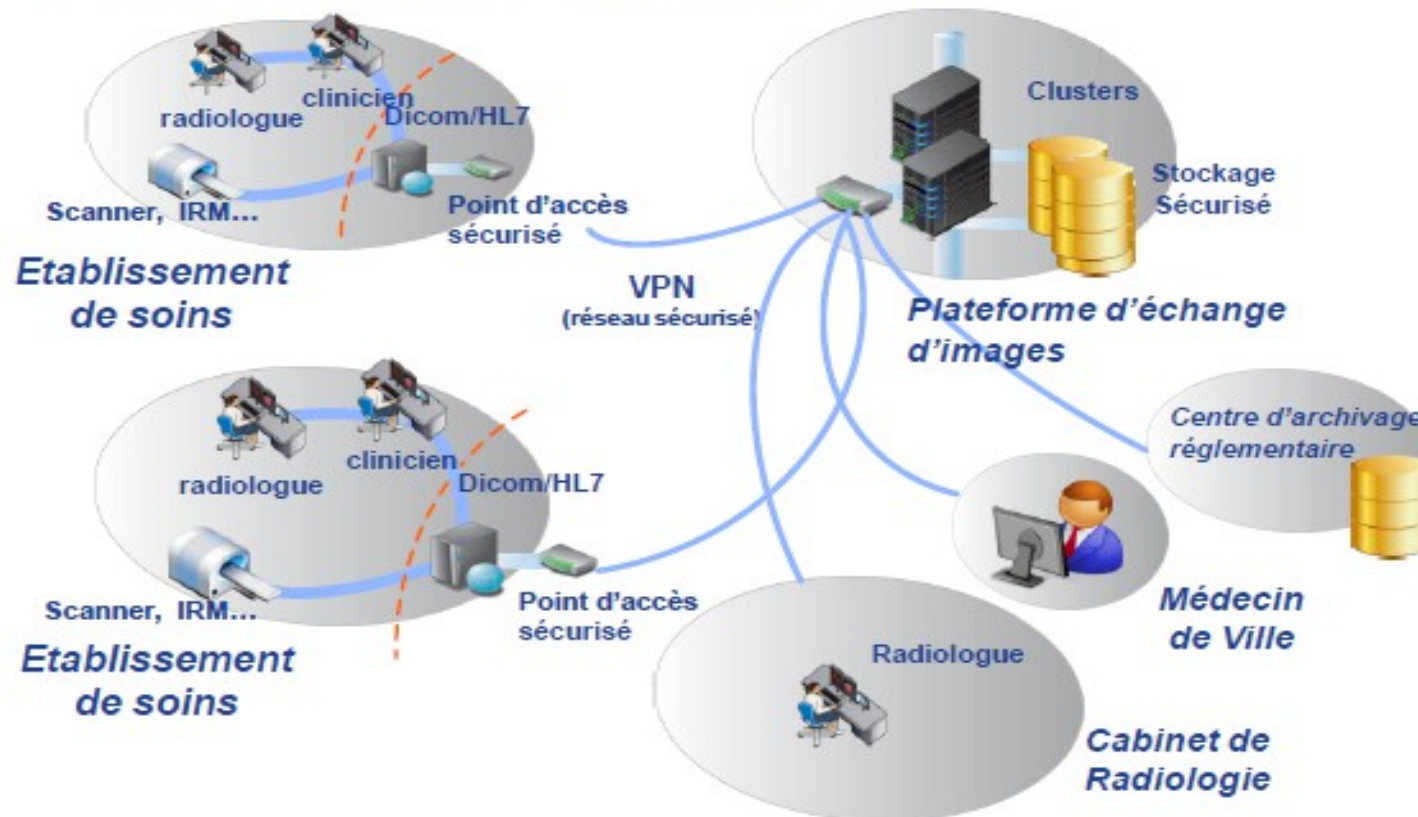 clinicien
radiologue
Dicom/HL7
Scanner, IRM...
Point d'accès
sécurisé
Etablissement
de soins
Clusters
Stockage
Sécurisé
VPN
(réseau sécurisé)
Plateforme d'échange
d'images
clinicien
radiologue
Dicom/HL7
Scanner, IRM...
Point d'accès
sécurisé
Etablissement
de soins
Centre d'archivage
réglementaire
Médecin
de Ville
Radiologue
Cabinet de
Radiologie